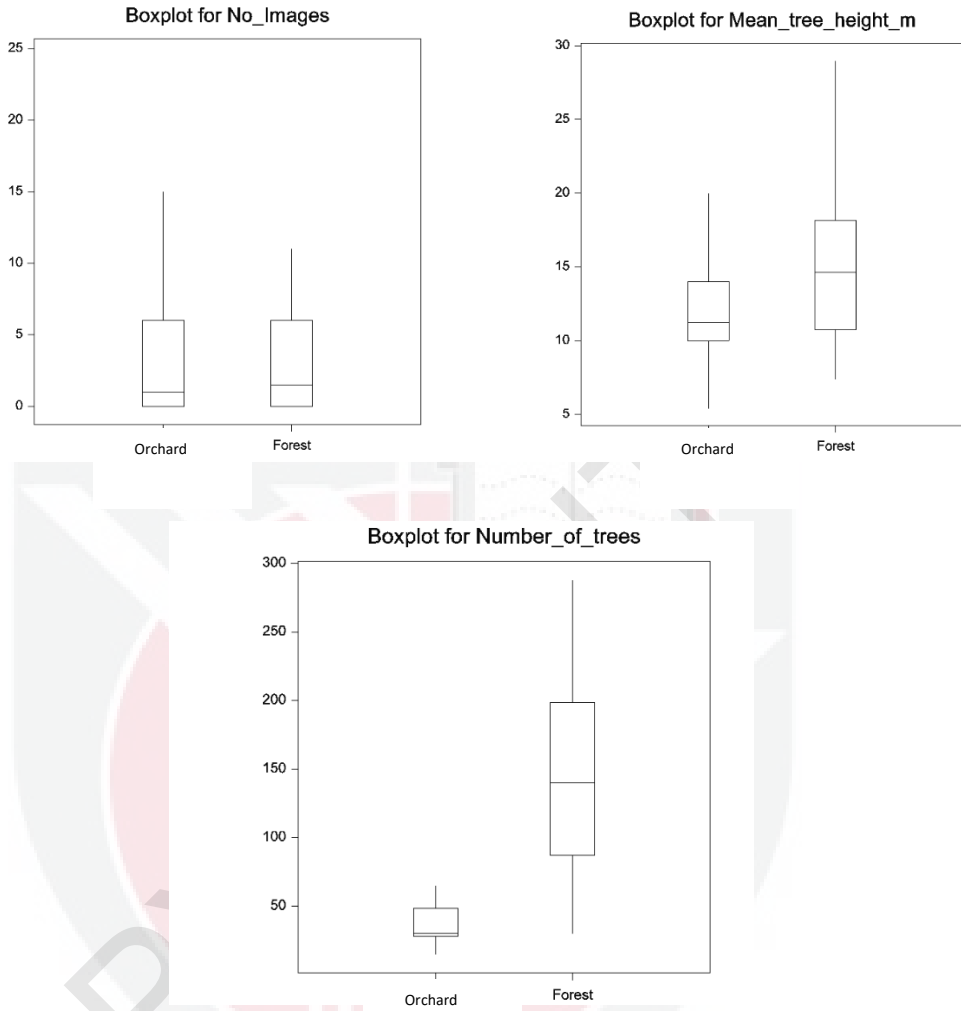 Boxplot for No_Images
25
20
15
10
5
0
Orchard
Forest
Boxplot for Mean_tree_height_m
30
25
20
15
10
5
Orchard
Forest
Boxplot for Number_of_trees
300
250
200
150
100
50
Orchard
Forest